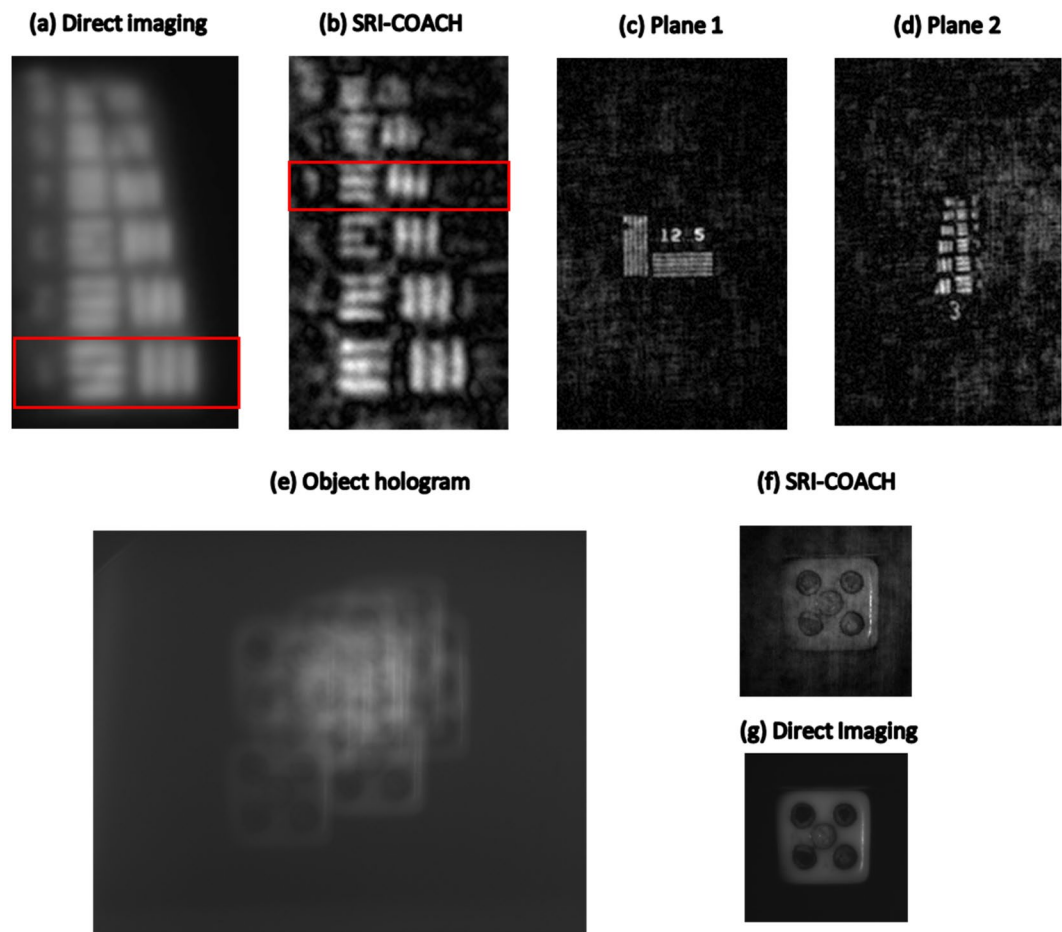 (a) Direct imaging
(b) SRI-COACH
(c) Plane 1
(d) Plane 2
12 5
3
(e) Object hologram
(f) SRI-COACH
(g) Direct Imaging